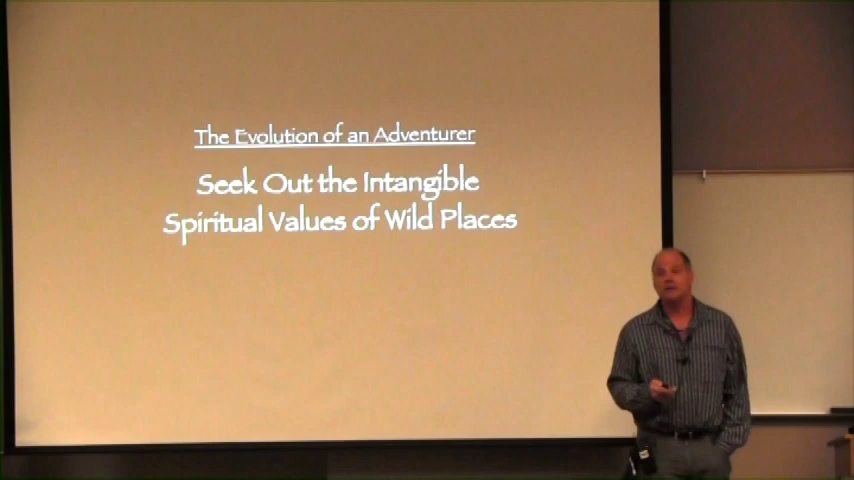 The Evolution of an Adventurer
Seek Out the Intangible
Spiritual Values of Wild Places